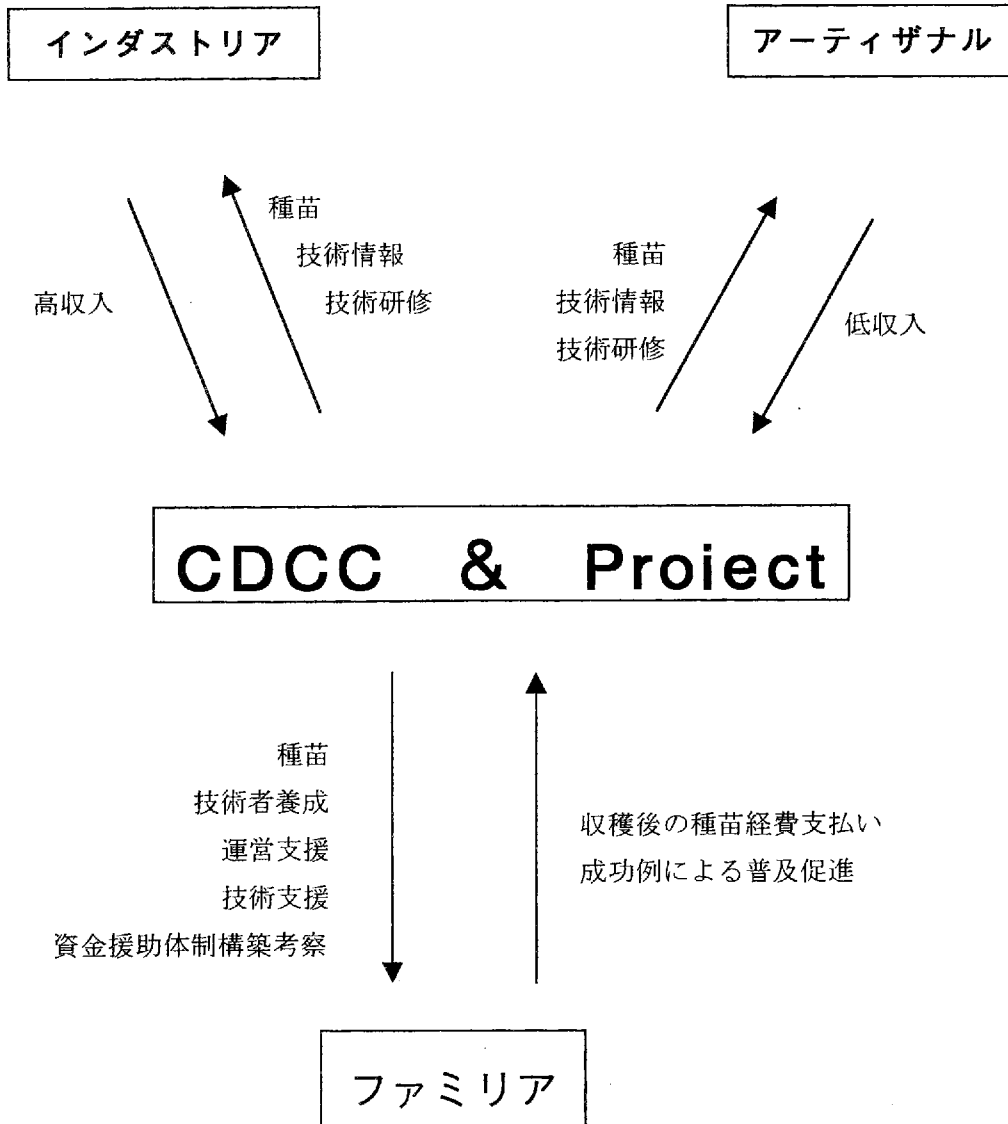 インダストリア
アーティザナル
種苗
技術情報
技術研修
高収入
種苗
技術情報
技術研修
低収入
CDCC & Proiect
種苗
技術者養成
運営支援
技術支援
資金援助体制構築考察
収穫後の種苗経費支払い
成功例による普及促進
ファミリア